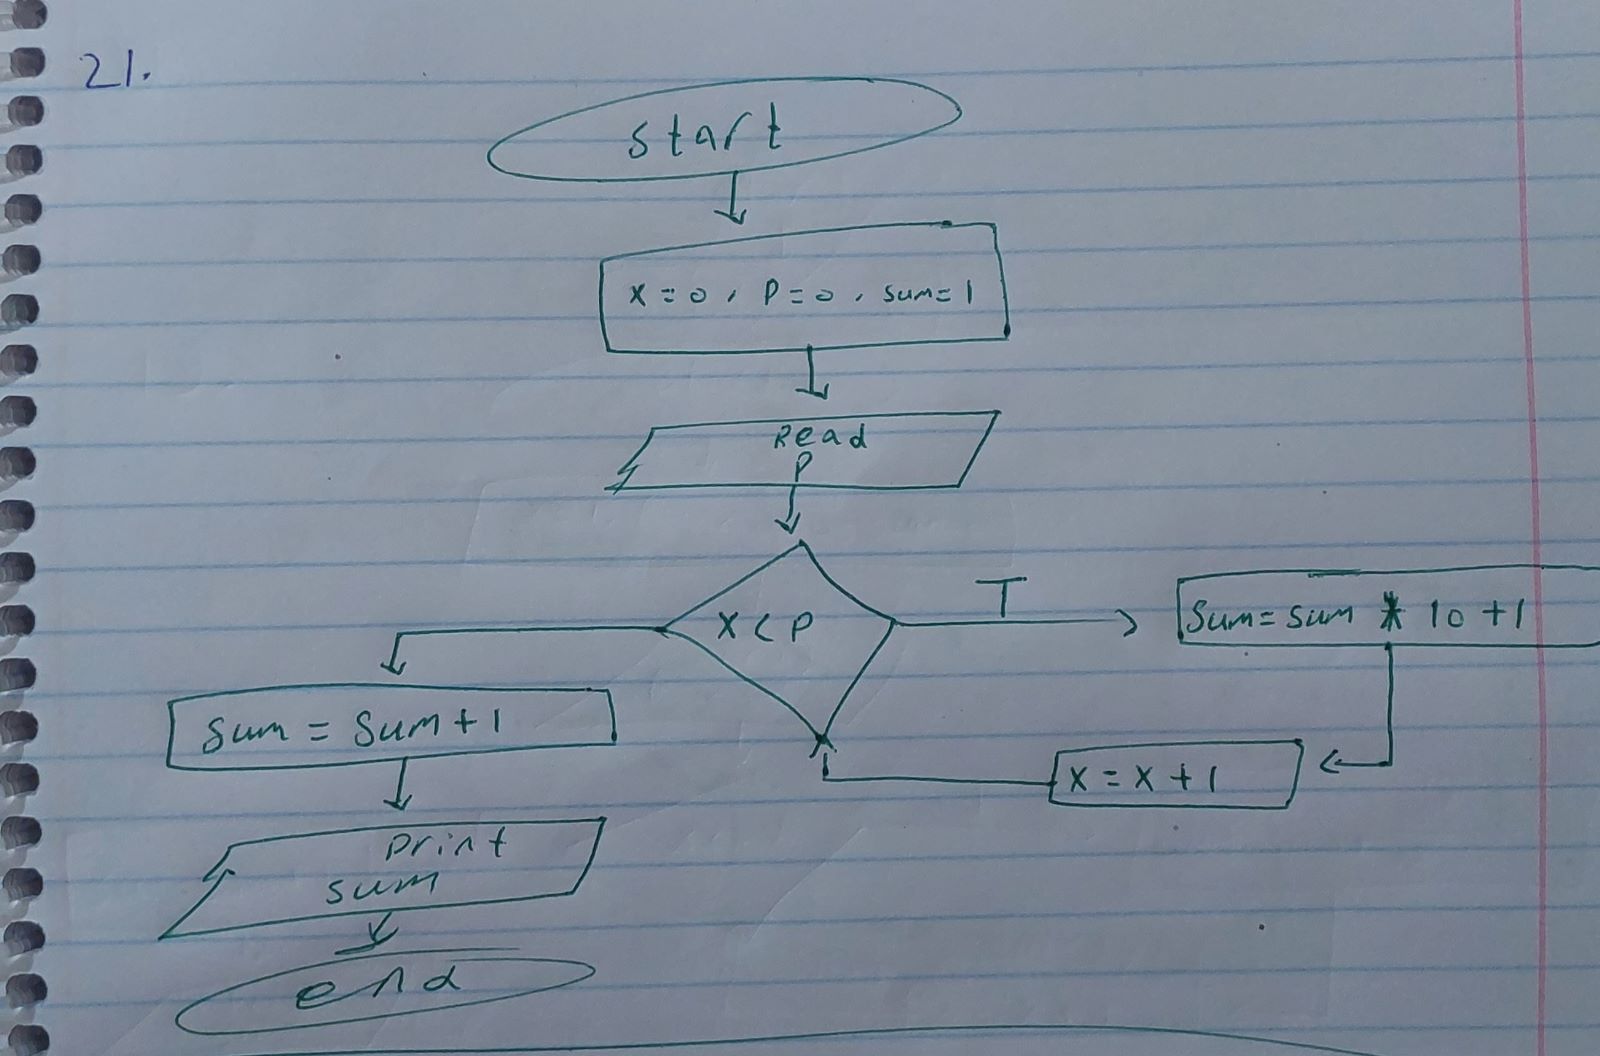 21.
start
x = 0, P = 0, sum = 1
Read
P
x < P
T
Sum = sum * 10 + 1
Sum = Sum + 1
x = x + 1
print
sum
end